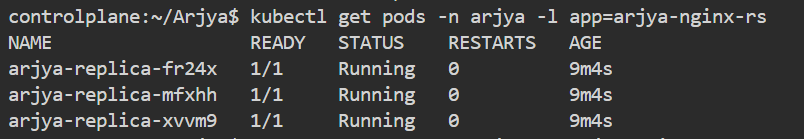 controlplane:~/Arjya$ kubectl get pods -n arjya -l app=arjya-nginx-rs
NAME READY STATUS RESTARTS AGE
arjya-replica-fr24x 1/1 Running 0 9m4s
arjya-replica-mfxhh 1/1 Running 0 9m4s
arjya-replica-xvvm9 1/1 Running 0 9m4s